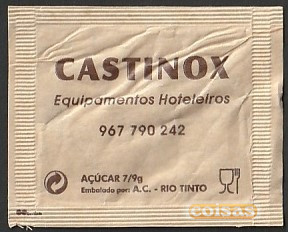 CASTINOX
Equipamentos Hoteleiros
967 790 242
AÇÚCAR 7/9g
Embalado por: A.C. - RIO TINTO
coisas